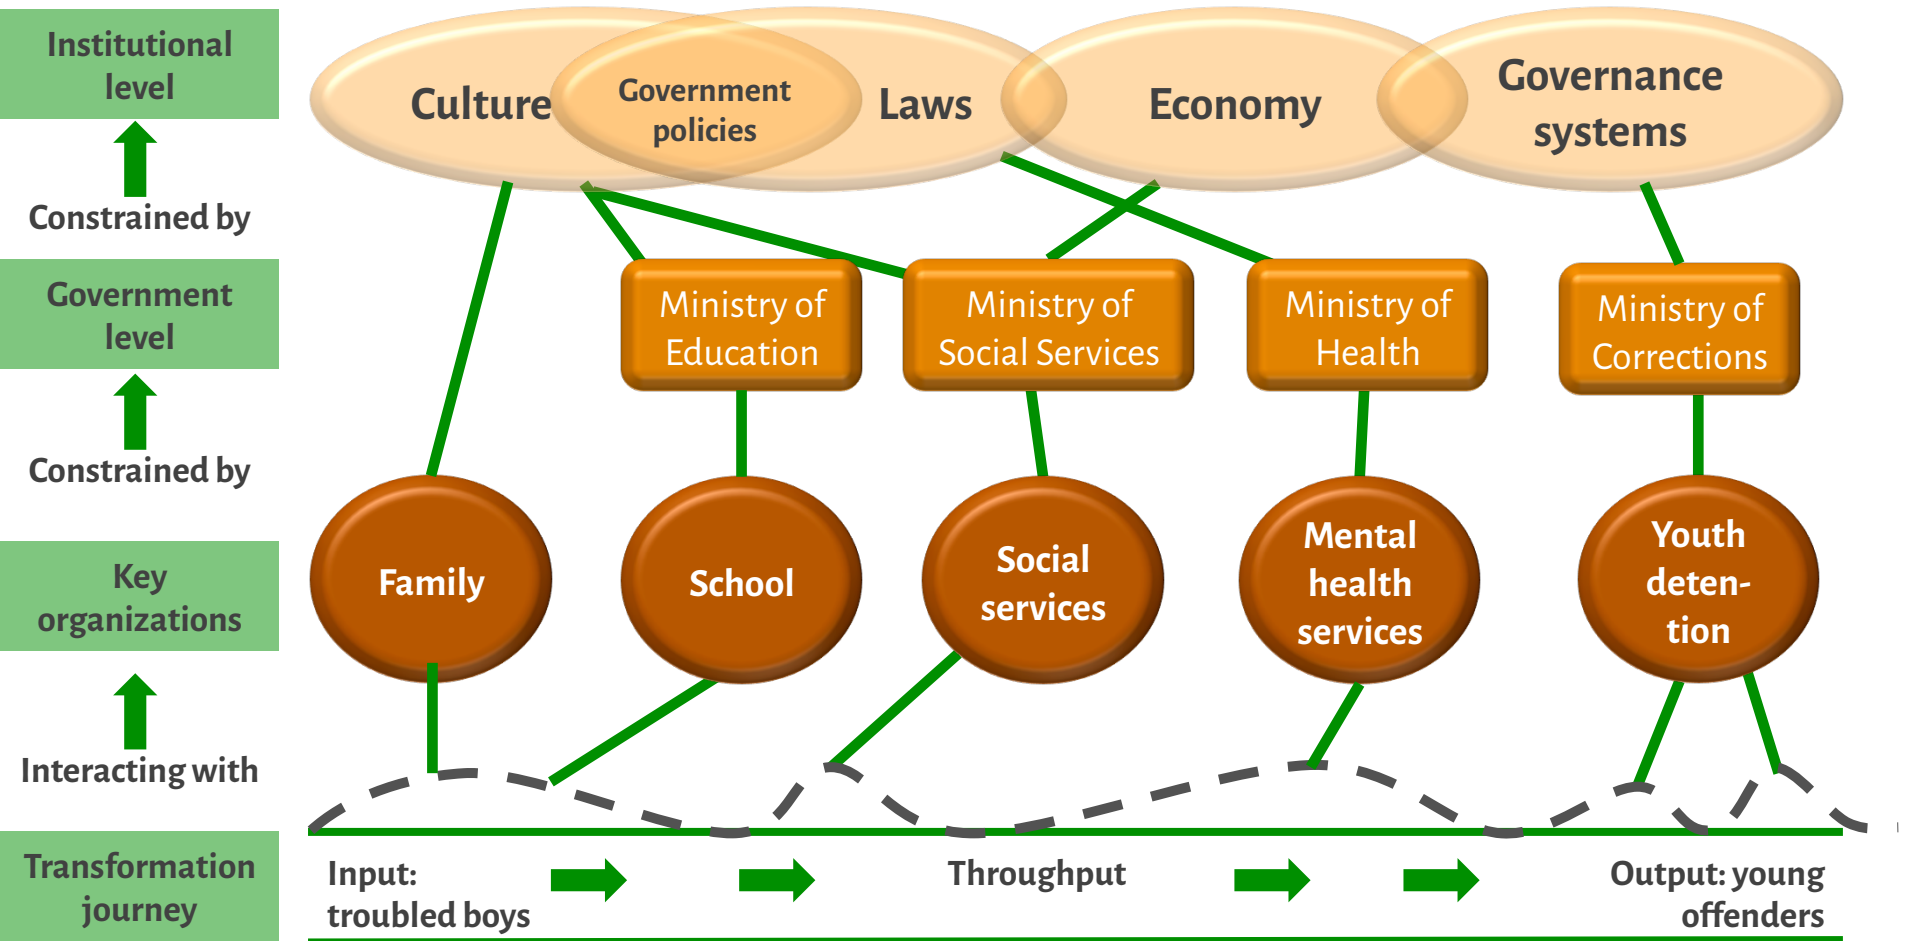 Institutional
level
Culture
Government
policies
Laws
Economy
Governance
systems
Constrained by
Government
level
Ministry of
Education
Ministry of
Social Services
Ministry of
Health
Ministry of
Corrections
Constrained by
Key
organizations
Family
School
Social
services
Mental
health
services
Youth
deten-
tion
Interacting with
Transformation
journey
Input:
troubled boys
Throughput
Output: young
offenders